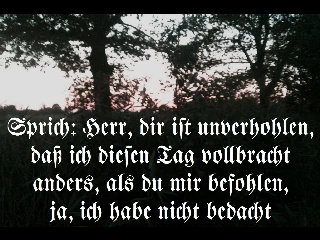 Sprich: Herr, dir ist unverhohlen,
daß ich diesen Tag vollbracht
anders, als du mir befohlen,
ja, ich habe nicht bedacht